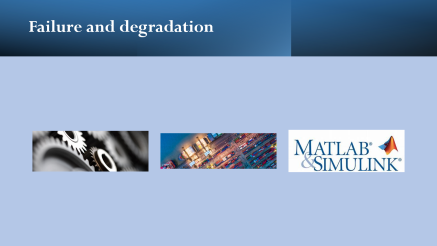 Failure and degradation
MATLAB®
&SIMULINK®